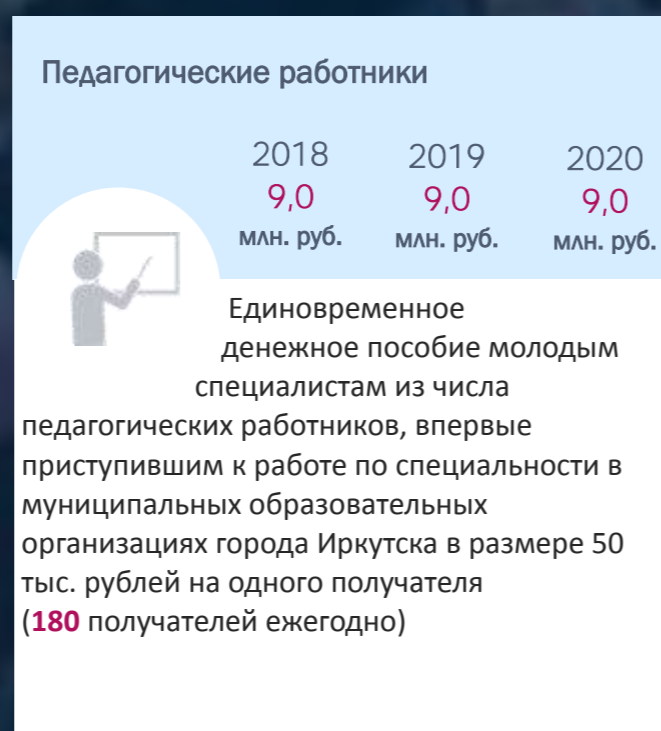 Педагогические работники
2018 2019 2020
9,0 9,0 9,0
млн. руб. млн. руб. млн. руб.
Единовременное
денежное пособие молодым
специалистам из числа
педагогических работников, впервые
приступившим к работе по специальности в
муниципальных образовательных
организациях города Иркутска в размере 50
тыс. рублей на одного получателя
(180 получателей ежегодно)